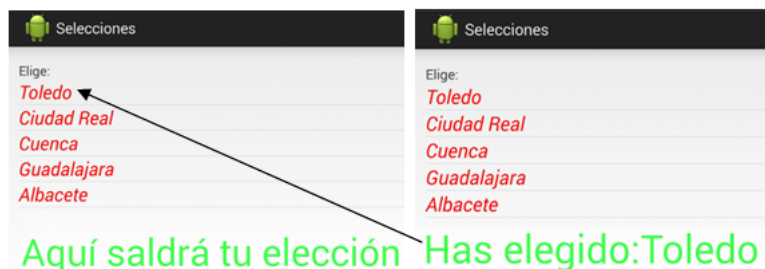 Selecciones
Elige:
Toledo
Ciudad Real
Cuenca
Guadalajara
Albacete
Aquí saldrá tu elección
Selecciones
Elige:
Toledo
Ciudad Real
Cuenca
Guadalajara
Albacete
Has elegido:Toledo